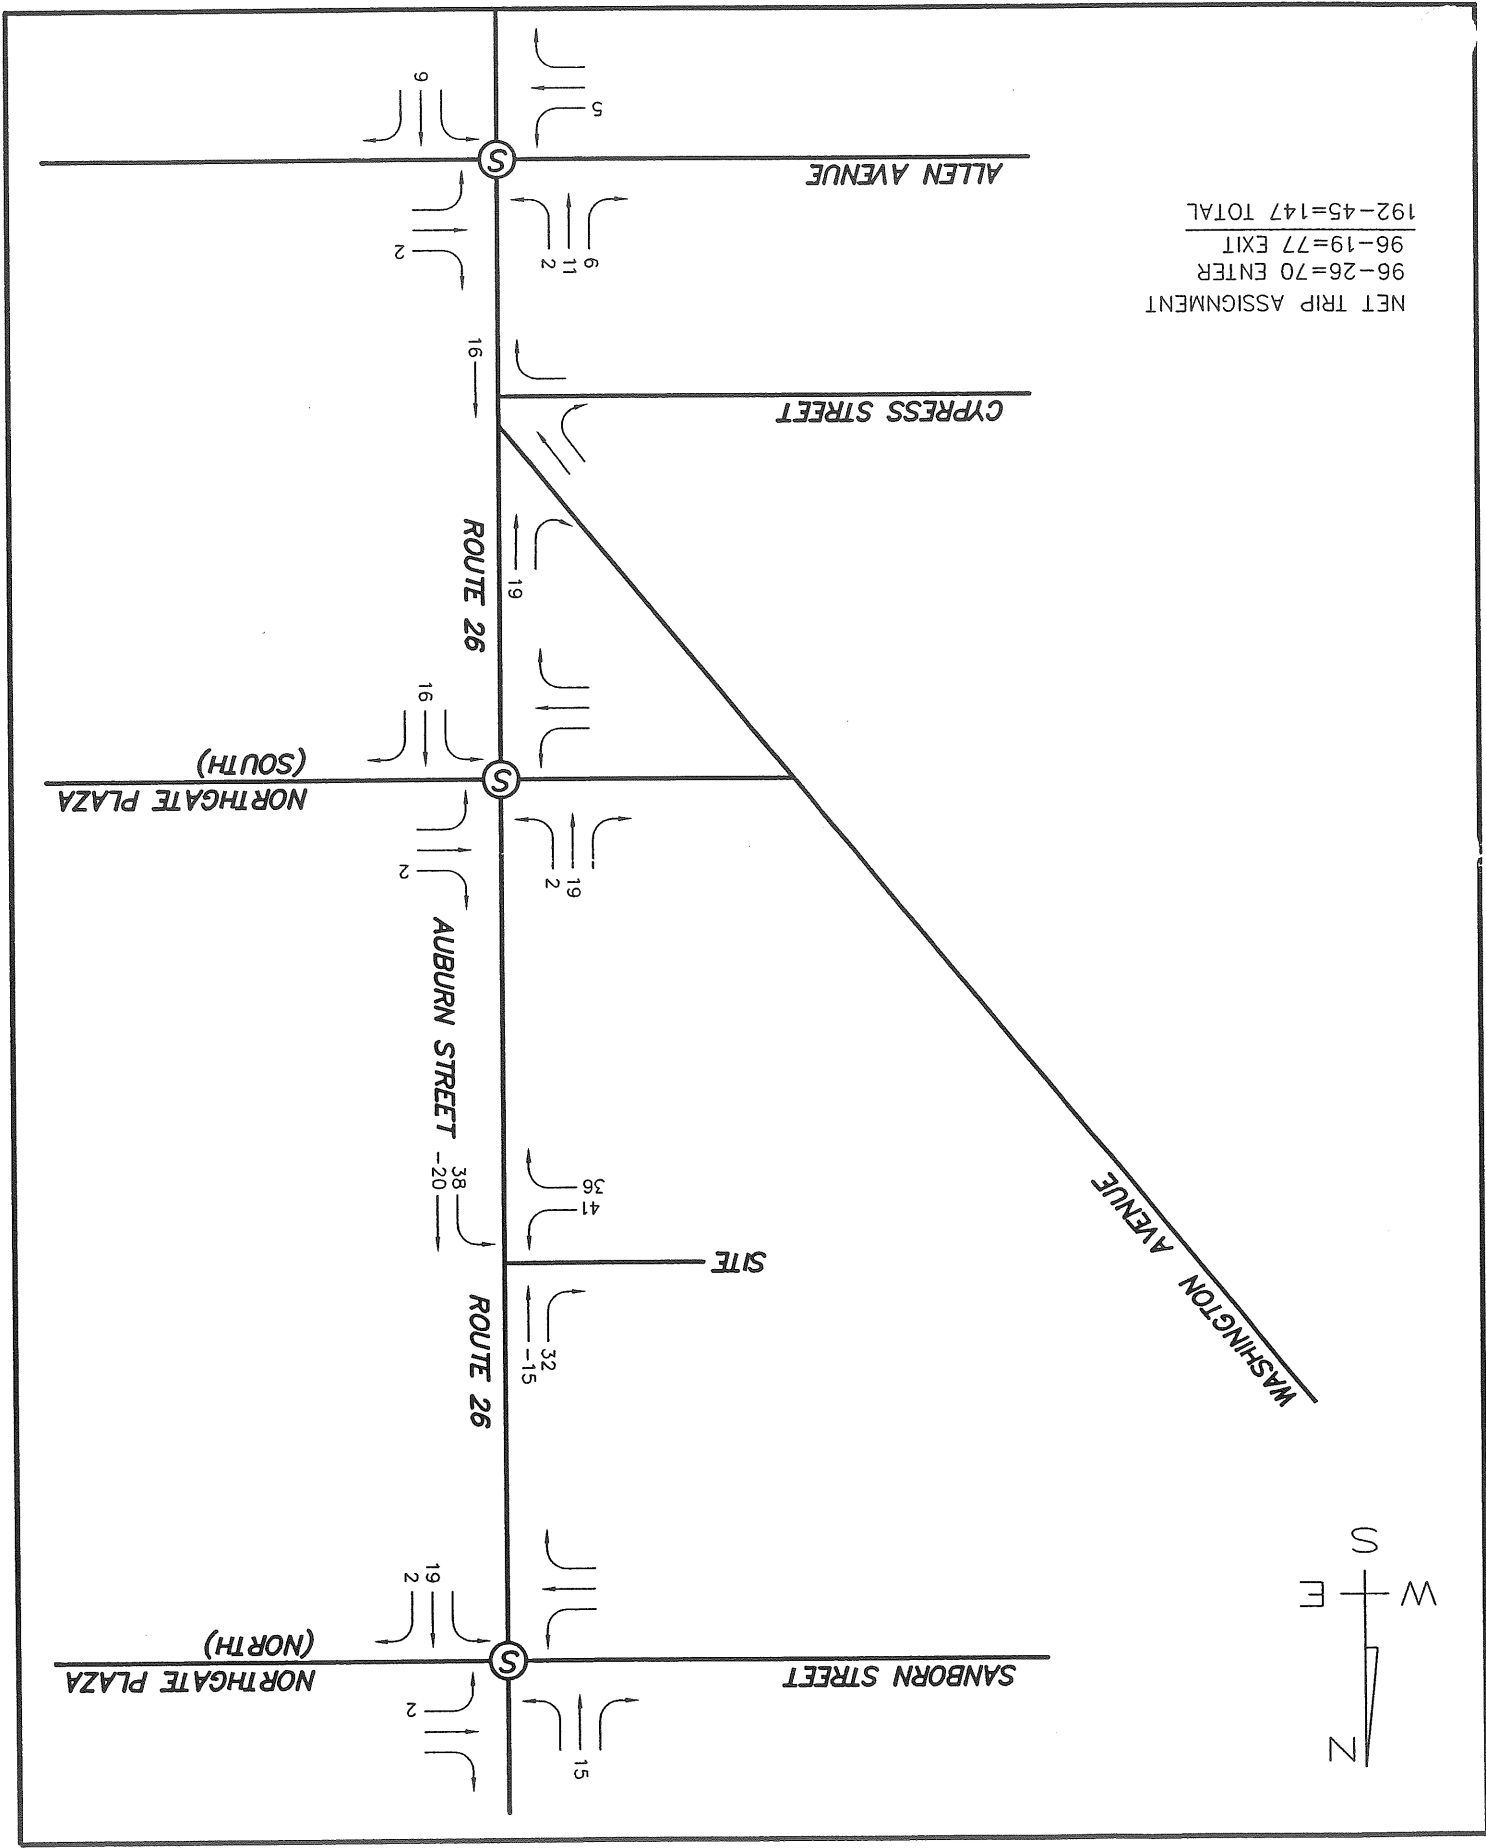 N
W E
S
15
2
SANBORN STREET
S
NORTHGATE PLAZA
(NORTH)
19
2
ROUTE 26
32
-15
SITE
41
36
38
-20
WASHINGTON AVENUE
AUBURN STREET
19
2
2
S
NORTHGATE PLAZA
(SOUTH)
16
19
ROUTE 26
CYPRESS STREET
16
NET TRIP ASSIGNMENT
96-26=70 ENTER
96-19=77 EXIT
192-45=147 TOTAL
6
11
2
2
ALLEN AVENUE
S
5
9